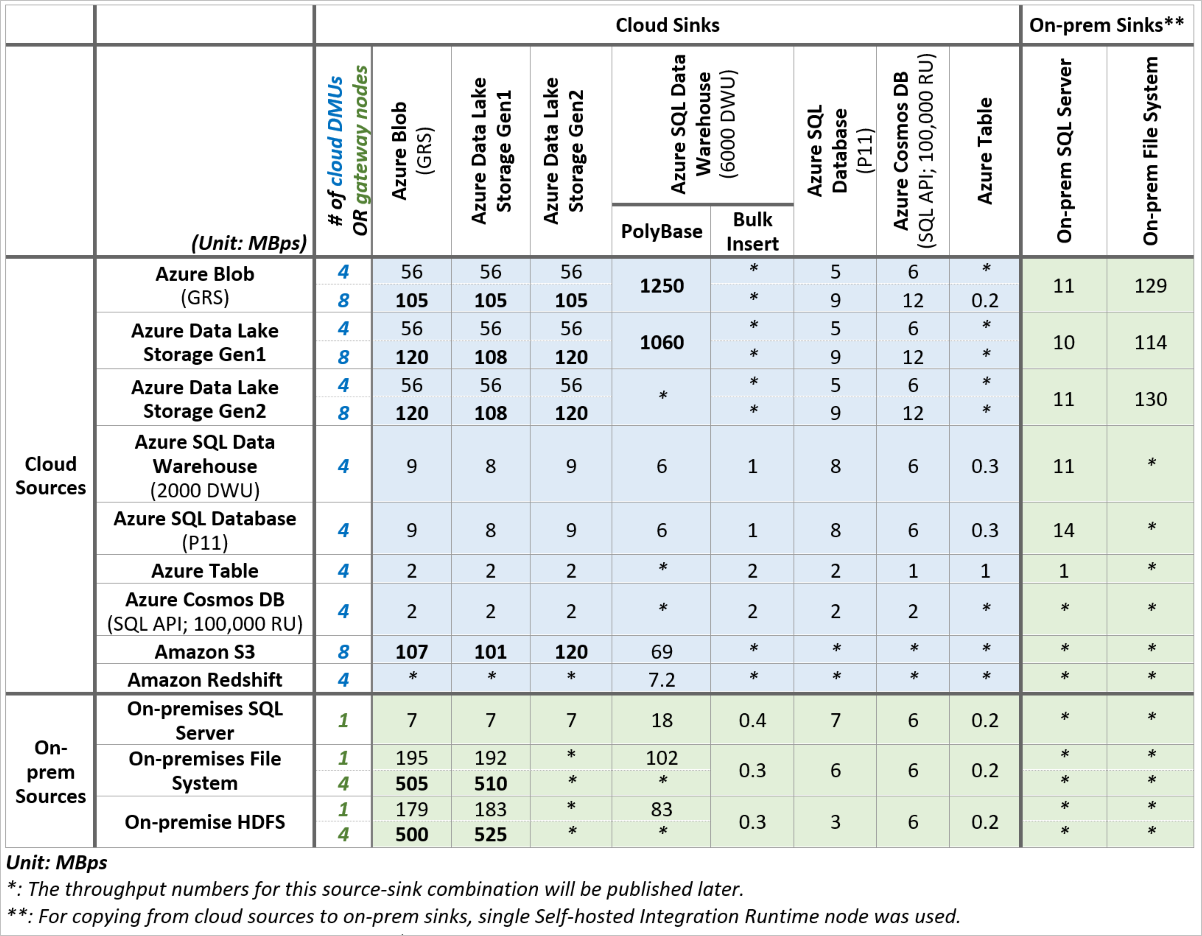 Cloud Sinks On-prem Sinks**
(Unit: MBps)
# of cloud DMUs
OR gateway nodes
Azure Blob
(GRS)
Azure Data Lake
Storage Gen1
Azure Data Lake
Storage Gen2
Azure SQL Data
Warehouse
(6000 DWU)
PolyBase
Bulk
Insert
Azure SQL
Database
(P11)
Azure Cosmos DB
(SQL API; 100,000 RU)
Azure Table
On-prem SQL Server
On-prem File System
Cloud
Sources
Azure Blob
(GRS)
4 56 56 56 1250 * 5 6 * 11 129
8 105 105 105 * 9 12 0.2
Azure Data Lake
Storage Gen1
4 56 56 56 1060 * 5 6 * 10 114
8 120 108 120 * 9 12 *
Azure Data Lake
Storage Gen2
4 56 56 56 * * 5 6 * 11 130
8 120 108 120 * 9 12 *
Azure SQL Data
Warehouse
(2000 DWU)
4 9 8 9 6 1 8 6 0.3 11 *
Azure SQL Database
(P11)
4 9 8 9 6 1 8 6 0.3 14 *
Azure Table 4 2 2 2 * 2 2 1 1 1 *
Azure Cosmos DB
(SQL API; 100,000 RU)
4 2 2 2 * 2 2 2 * * *
Amazon S3 8 107 101 120 69 * * * * * *
Amazon Redshift 4 * * * 7.2 * * * * * *
On-
prem
Sources
On-premises SQL
Server
1 7 7 7 18 0.4 7 6 0.2 * *
On-premises File
System
1 195 192 * 102 0.3 6 6 0.2 * *
4 505 510 * * * *
On-premise HDFS
1 179 183 * 83 0.3 3 6 0.2 * *
4 500 525 * * * *
Unit: MBps
*: The throughput numbers for this source-sink combination will be published later.
**: For copying from cloud sources to on-prem sinks, single Self-hosted Integration Runtime node was used.